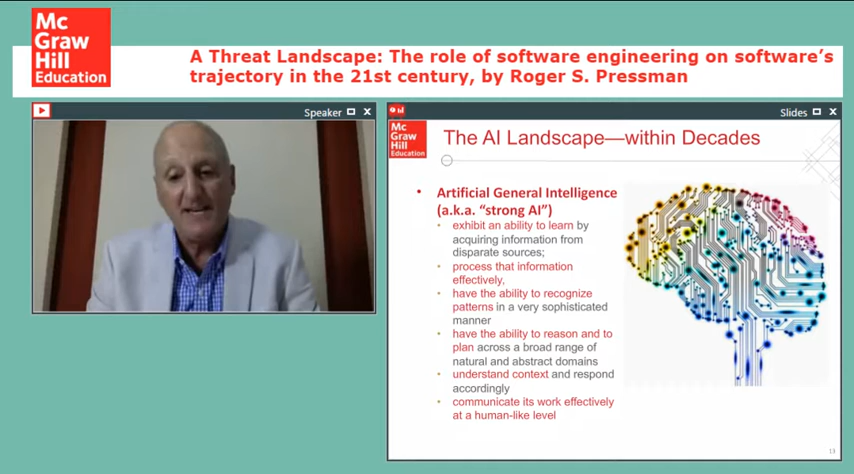 Mc
Graw
Hill
Education
A Threat Landscape: The role of software engineering on software's
trajectory in the 21st century, by Roger S. Pressman
Speaker
Slides
Mc
Graw
Hill
Education
The AI Landscape—within Decades
• Artificial General Intelligence
(a.k.a. “strong AI”)
• exhibit an ability to learn by
acquiring information from
disparate sources;
• process that information
effectively,
• have the ability to recognize
patterns in a very sophisticated
manner
• have the ability to reason and to
plan across a broad range of
natural and abstract domains
• understand context and respond
accordingly
• communicate its work effectively
at a human-like level
13